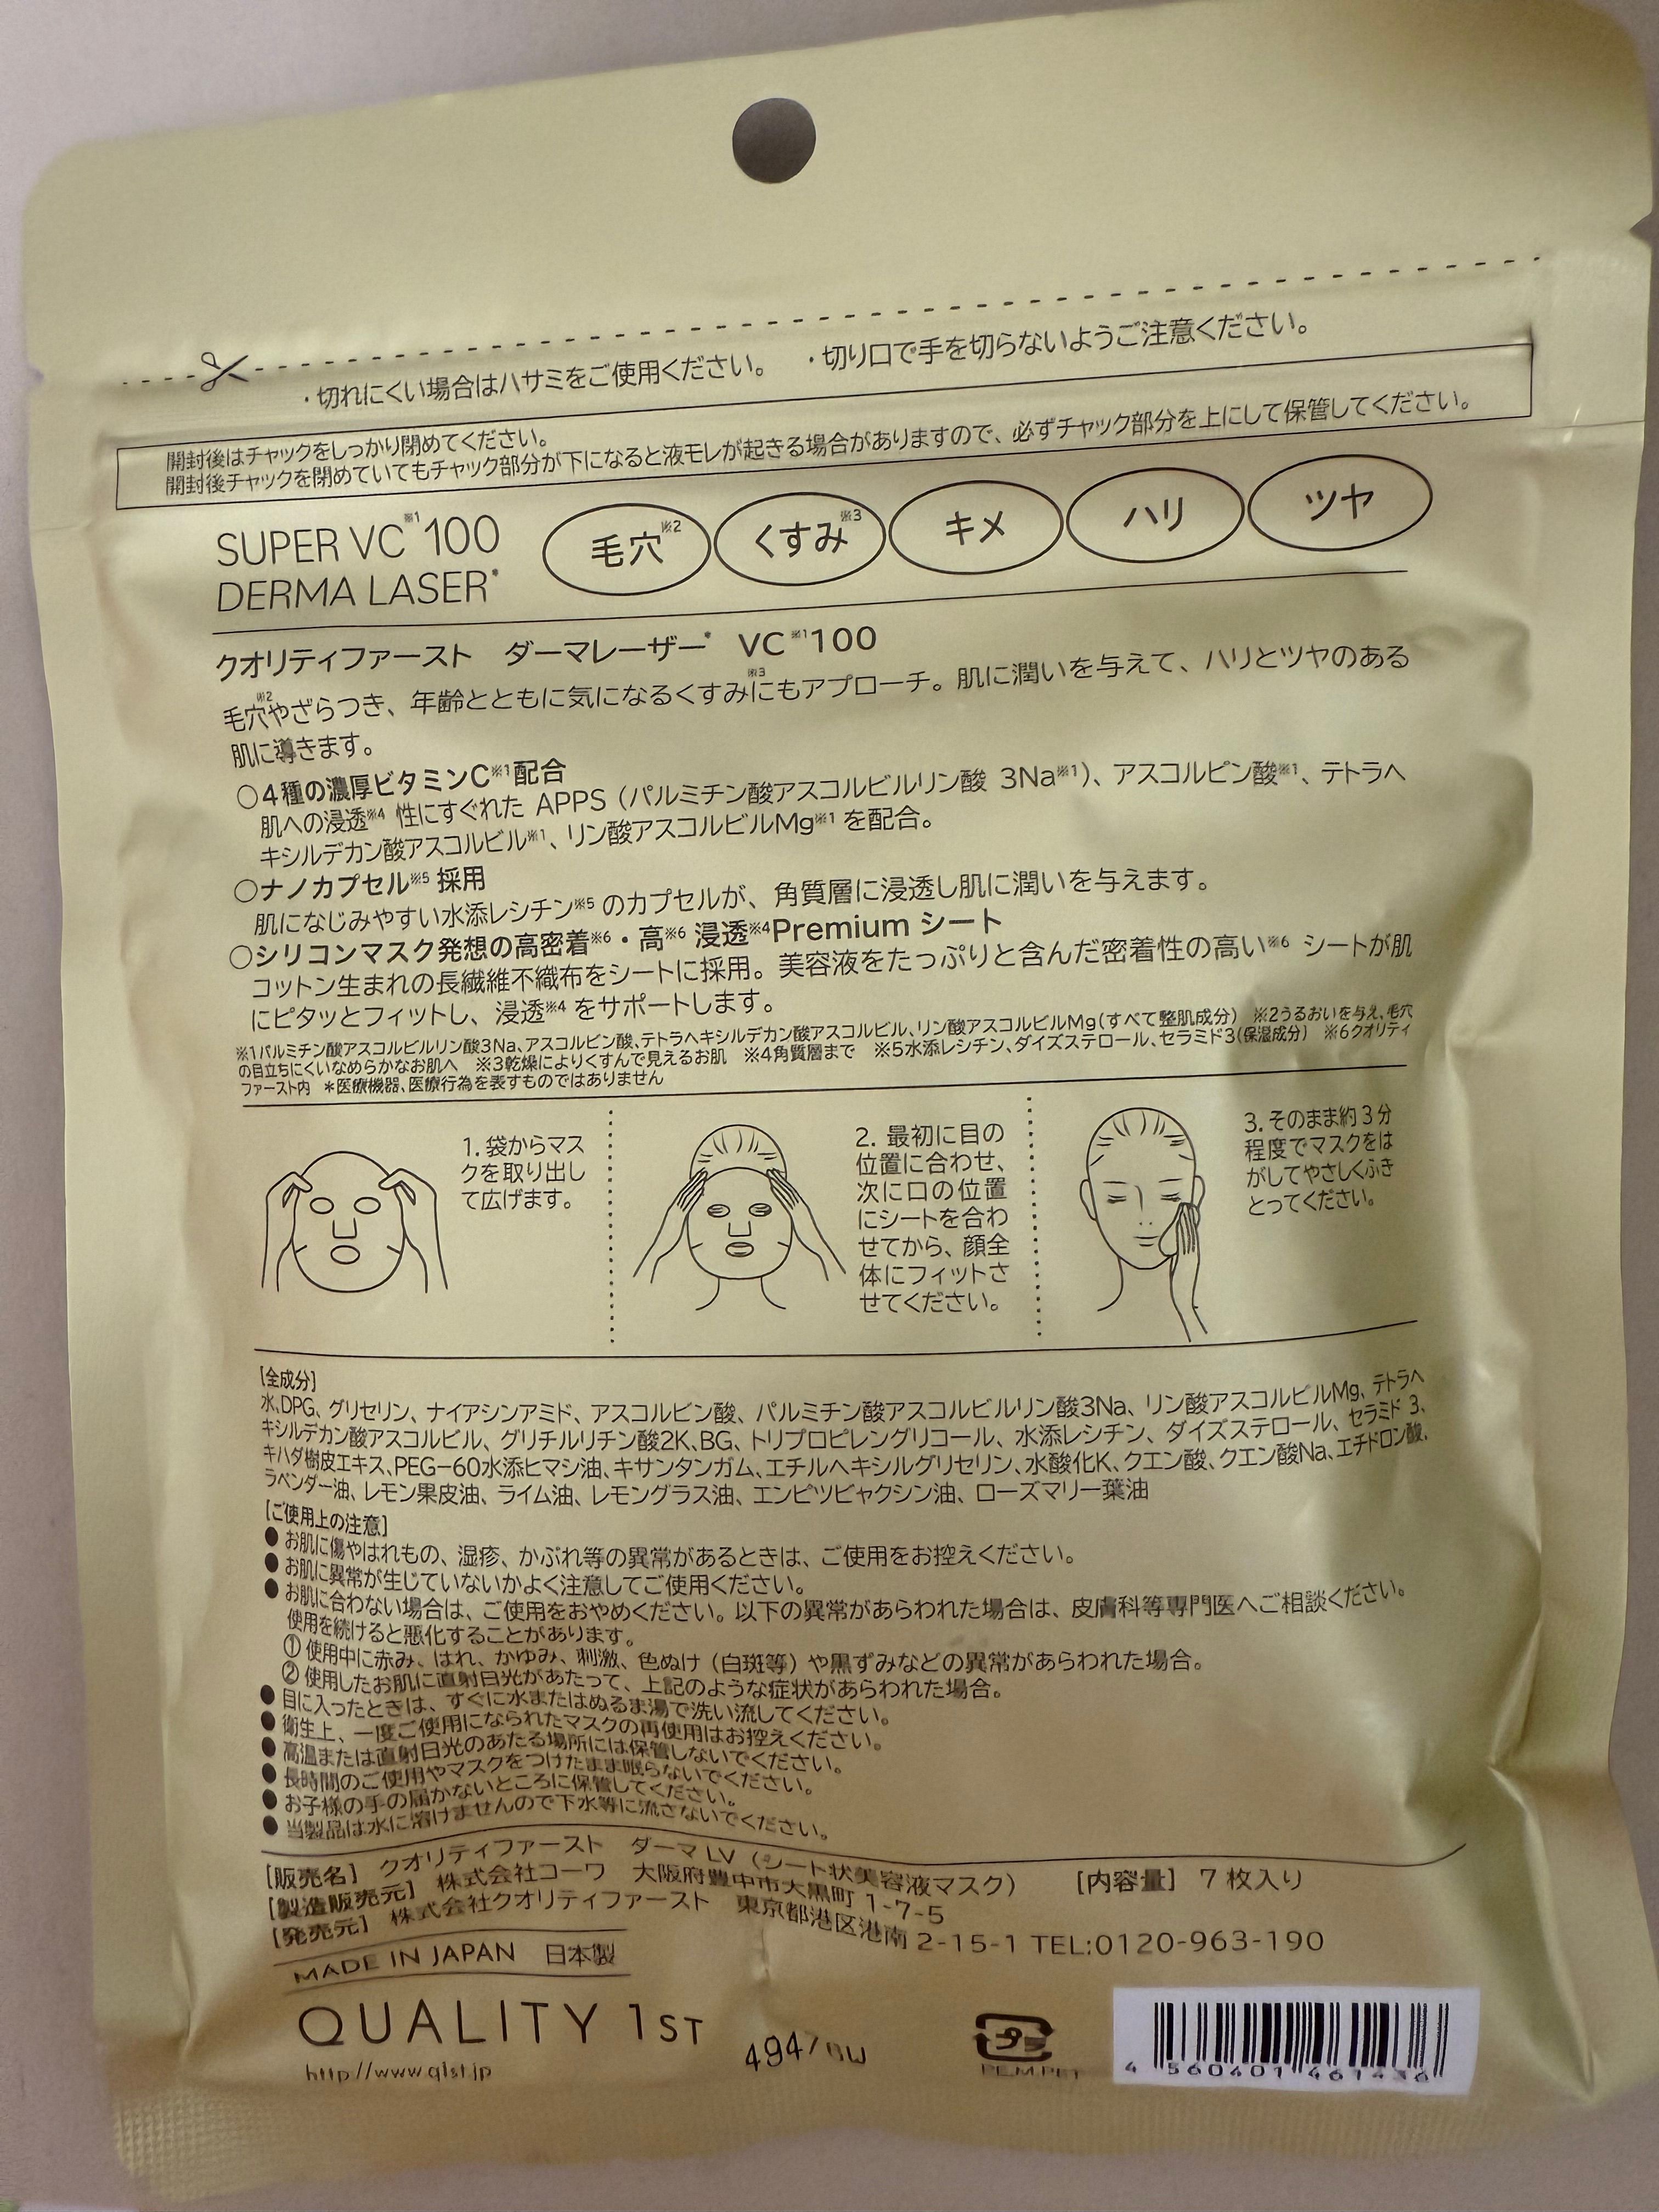 ・切れにくい場合はハサミをご使用ください。　・切り口で手を切らないようご注意ください。
開封後はチャックをしっかり閉めてください。
開封後チャックを閉めていてもチャック部分が下になると液モレが起きる場合がありますので、必ずチャック部分を上にして保管してください。
SUPER VC※1 100
DERMA LASER*
毛穴※2　くすみ※3　キメ　ハリ　ツヤ
クオリティファースト　ダーマレーザー*　VC※1 100
毛穴※2やざらつき、年齢とともに気になるくすみ※3にもアプローチ。肌に潤いを与えて、ハリとツヤのある
肌に導きます。
○4種の濃厚ビタミンC※1配合
肌への浸透※4 性にすぐれた APPS（パルミチン酸アスコルビルリン酸 3Na※1）、アスコルビン酸※1、テトラヘ
キシルデカン酸アスコルビル※1、リン酸アスコルビルMg※1 を配合。
○ナノカプセル※5 採用
肌になじみやすい水添レシチン※5 のカプセルが、角質層に浸透し肌に潤いを与えます。
○シリコンマスク発想の高密着※6・高※6 浸透※4Premium シート
コットン生まれの長繊維不織布をシートに採用。美容液をたっぷりと含んだ密着性の高い※6 シートが肌
にピタッとフィットし、浸透※4 をサポートします。
※1パルミチン酸アスコルビルリン酸3Na、アスコルビン酸、テトラヘキシルデカン酸アスコルビル、リン酸アスコルビルMg(すべて整肌成分)　※2うるおいを与え、毛穴
の目立ちにくいなめらかなお肌へ　※3乾燥によりくすんで見えるお肌　※4角質層まで　※5水添レシチン、ダイズステロール、セラミド3(保湿成分)　※6クオリティ
ファースト内　＊医療機器、医療行為を表すものではありません
1. 袋からマス
クを取り出し
て広げます。
2. 最初に目の
位置に合わせ、
次に口の位置
にシートを合わ
せてから、顔全
体にフィットさ
せてください。
3. そのまま約3分
程度でマスクをは
がしてやさしくふき
とってください。
[全成分]
水、DPG、グリセリン、ナイアシンアミド、アスコルビン酸、パルミチン酸アスコルビルリン酸3Na、リン酸アスコルビルMg、テトラヘ
キシルデカン酸アスコルビル、グリチルリチン酸2K、BG、トリプロピレングリコール、水添レシチン、ダイズステロール、セラミド 3、
キハダ樹皮エキス、PEG-60水添ヒマシ油、キサンタンガム、エチルヘキシルグリセリン、水酸化K、クエン酸、クエン酸Na、エチドロン酸、
ラベンダー油、レモン果皮油、ライム油、レモングラス油、エンピツビャクシン油、ローズマリー葉油
[ご使用上の注意]
● お肌に傷やはれもの、湿疹、かぶれ等の異常があるときは、ご使用をお控えください。
● お肌に異常が生じていないかよく注意してご使用ください。
● お肌に合わない場合は、ご使用をおやめください。以下の異常があらわれた場合は、皮膚科等専門医へご相談ください。
使用を続けると悪化することがあります。
① 使用中に赤み、はれ、かゆみ、刺激、色ぬけ（白斑等）や黒ずみなどの異常があらわれた場合。
② 使用したお肌に直射日光があたって、上記のような症状があらわれた場合。
● 目に入ったときは、すぐに水またはぬるま湯で洗い流してください。
● 衛生上、一度ご使用になられたマスクの再使用はお控えください。
● 高温または直射日光のあたる場所には保管しないでください。
● 長時間のご使用やマスクをつけたまま眠らないでください。
● お子様の手の届かないところに保管してください。
● 当製品は水に溶けませんので下水等に流さないでください。
[販売名]　クオリティファースト　ダーマ LV（シート状美容液マスク）　[内容量] 7 枚入り
[製造販売元]　株式会社コーワ　大阪府豊中市大黒町 1-7-5
[発売元]　株式会社クオリティファースト　東京都港区港南 2-15-1 TEL:0120-963-190
MADE IN JAPAN　日本製
QUALITY 1ST
http://www.q1st.jp
プラ
PE,M,PET
4 560401 461436